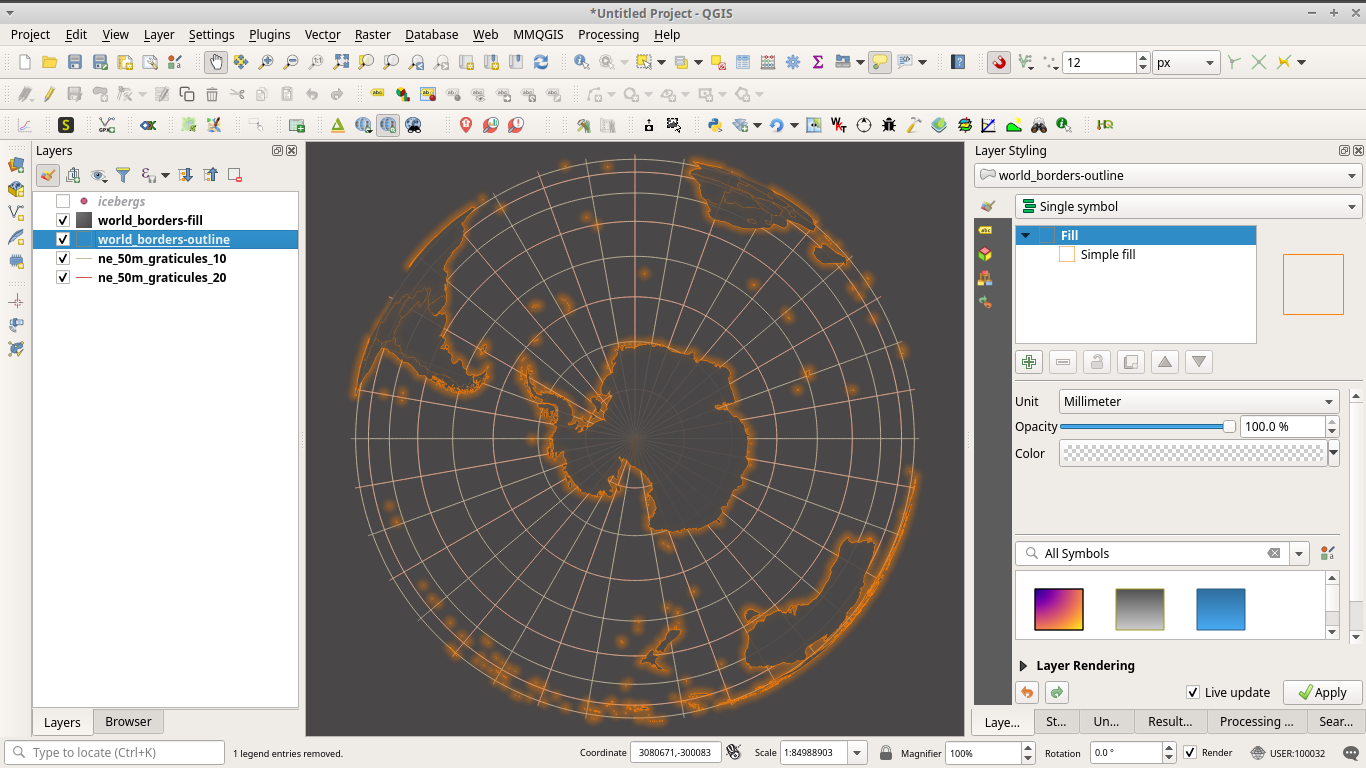 *Untitled Project - QGIS
Project Edit View Layer Settings Plugins Vector Raster Database Web MMQGIS Processing Help
12 px
Layers
icebergs
world_borders-fill
world_borders-outline
ne_50m_graticules_10
ne_50m_graticules_20
Layers Browser
Layer Styling
world_borders-outline
Single symbol
Fill
Simple fill
Unit Millimeter
Opacity 100.0 %
Color
All Symbols
Layer Rendering
Live update Apply
Laye... St... Un... Result... Processing ... Sear...
Type to locate (Ctrl+K) 1 legend entries removed. Coordinate 3080671,-300083 Scale 1:84988903 Magnifier 100% Rotation 0.0 ° Render USER:100032